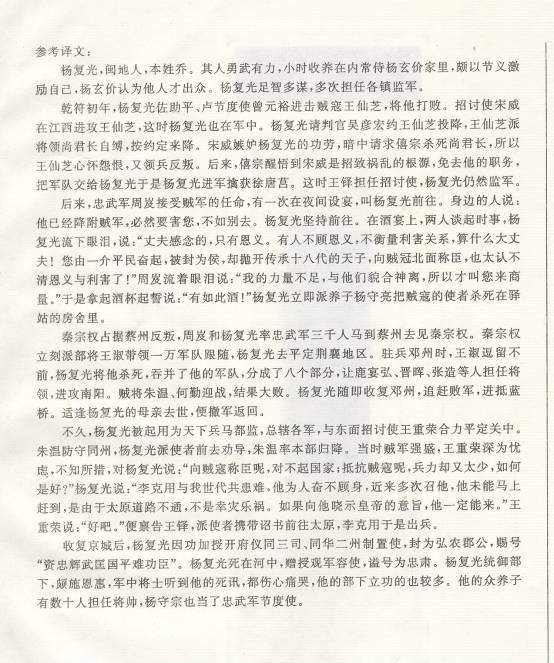 参考译文：
杨复光,闽地人,本姓乔。其人勇武有力,小时收养在内常侍杨玄价家里,颇以节义激
励自己,杨玄价认为他人才出众。杨复光足智多谋,多次担任各镇监军。
乾符初年,杨复光佐助平、卢节度使曾元裕进击贼寇王仙芝,将他打败。招讨使宋威
在江西进攻王仙芝,这时杨复光也在军中。杨复光请判官吴彦宏约王仙芝投降,王仙芝派
将领尚君长自缚,按约定来降。宋威嫉妒杨复光的功劳,暗中请求僖宗杀死尚君长,所以
王仙芝心怀怨恨,又领兵反叛。后来,僖宗醒悟到宋威是招致祸乱的根源,免去他的职务,
把军队交给杨复光于是杨复光进军擒获徐唐莒。这时王铎担任招讨使,杨复光仍然监军。
后来,忠武军周岌接受贼军的任命,有一次在夜间设宴,叫杨复光前往。身边的人说:
他已经降附贼军,必然要害您,不如别去。杨复光坚持前往。在酒宴上,两人谈起时事,杨
复光流下眼泪,说:“丈夫感念的,只有恩义。有人不顾恩义,不衡量利害关系,算什么大丈
夫！您由一介平民奋起,被封为侯,却抛开传承十八代的天子,向贼冠北面称臣,也太认不
清恩义与利害了!”周岌流着眼泪说:“我的力量不足,与他们貌合神离,所以才叫您来商
量。”于是拿起酒杯起誓说:“有如此酒!”杨复光立即派养子杨守亮把贼寇的使者杀死在驿
站的房舍里。
秦宗权占据蔡州反叛,周岌和杨复光率忠武军三千人马到蔡州去见秦宗权。秦宗权
立刻派部将王淑带领一万军队跟随,杨复光去平定荆襄地区。驻兵邓州时,王淑逗留不
前,杨复光将他杀死,吞并了他的军队,分成了八个部分,让鹿宴弘、晋晖、张造等人担任将
领,进攻南阳。贼将朱温、何勤迎战,结果大败。杨复光随即收复邓州,追赶败军,进抵蓝
桥。适逢杨复光的母亲去世,便撤军返回。
不久,杨复光被起用为天下兵马都监,总辖各军,与东面招讨使王重荣合力平定关中。
朱温防守同州,杨复光派使者前去劝导,朱温率本部归降。当时贼军强盛,王重荣深为忧
虑,不知所措,对杨复光说:“向贼寇称臣呢,对不起国家;抵抗贼寇呢,兵力却又太少,如何
是好?”杨复光说:“李克用与我世代共患难,他为人奋不顾身,近来多次召他,他未能马上
赶到,是由于太原道路不通,不是幸灾乐祸。如果向他晓示皇帝的意旨,他一定能来。”王
重荣说:“好吧。”便禀告王铎,派使者携带诏书前往太原,李克用于是出兵。
收复京城后,杨复光因功加授开府仪同三司、同华二州制置使,封为弘农郡公,赐号
“资忠辉武匡国平难功臣”。杨复光死在河中,赠授观军容使,谥号为忠肃。杨复光统御部
下,颇施恩惠,军中将士听到他的死讯,都伤心痛哭,他的部下立功的也较多。他的众养子
有数十人担任将帅,杨守宗也当了忠武军节度使。